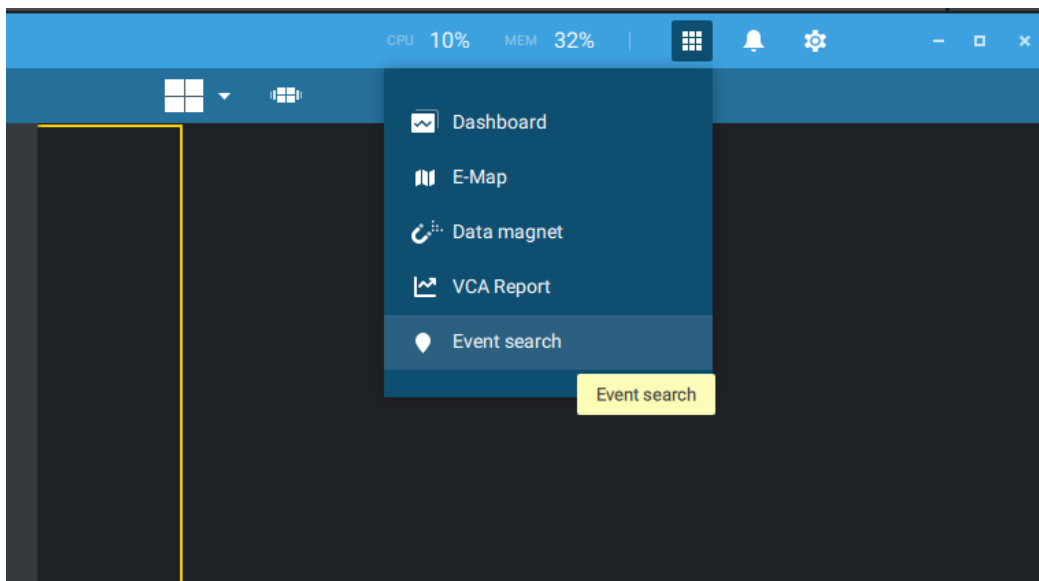 CPU 10% MEM 32%
Dashboard
E-Map
Data magnet
VCA Report
Event search
Event search